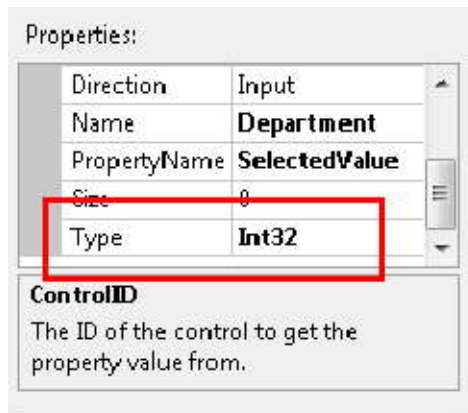 Properties:
Direction Input
Name Department
PropertyName SelectedValue
Size 0
Type Int32
ControlID
The ID of the control to get the
property value from.